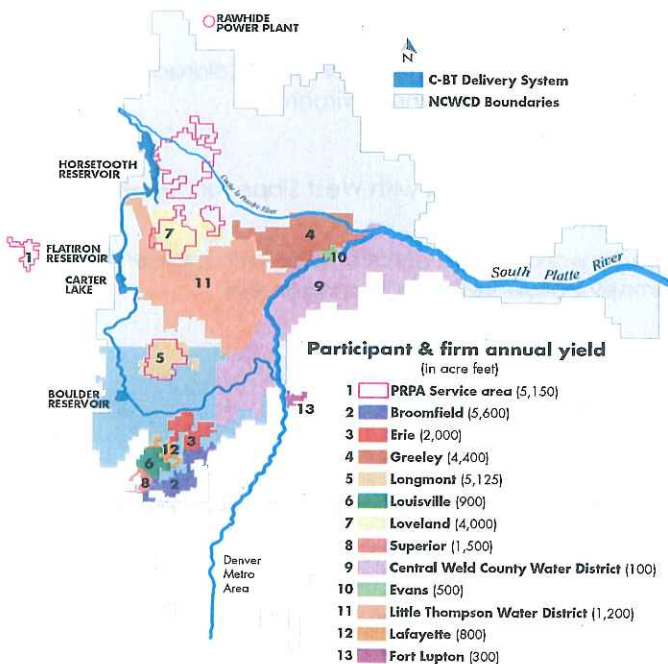 RAWHIDE
POWER PLANT
N
C-BT Delivery System
NCWCD Boundaries
HORSETOOTH
RESERVOIR
Cache la Poudre River
7
4
1
FLATIRON
RESERVOIR
10
CARTER
LAKE
11
9
South Platte River
5
BOULDER
RESERVOIR
13
12
3
6
8
2
Denver
Metro
Area
Participant & firm annual yield
(in acre feet)
1 PRPA Service area (5,150)
2 Broomfield (5,600)
3 Erie (2,000)
4 Greeley (4,400)
5 Longmont (5,125)
6 Louisville (900)
7 Loveland (4,000)
8 Superior (1,500)
9 Central Weld County Water District (100)
10 Evans (500)
11 Little Thompson Water District (1,200)
12 Lafayette (800)
13 Fort Lupton (300)